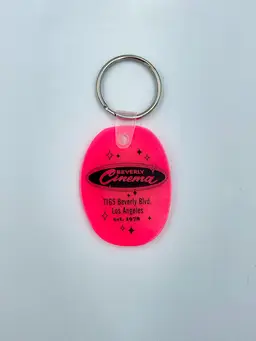 BEVERLY
Cinema
7165 Beverly Blvd.
Los Angeles
est. 1978